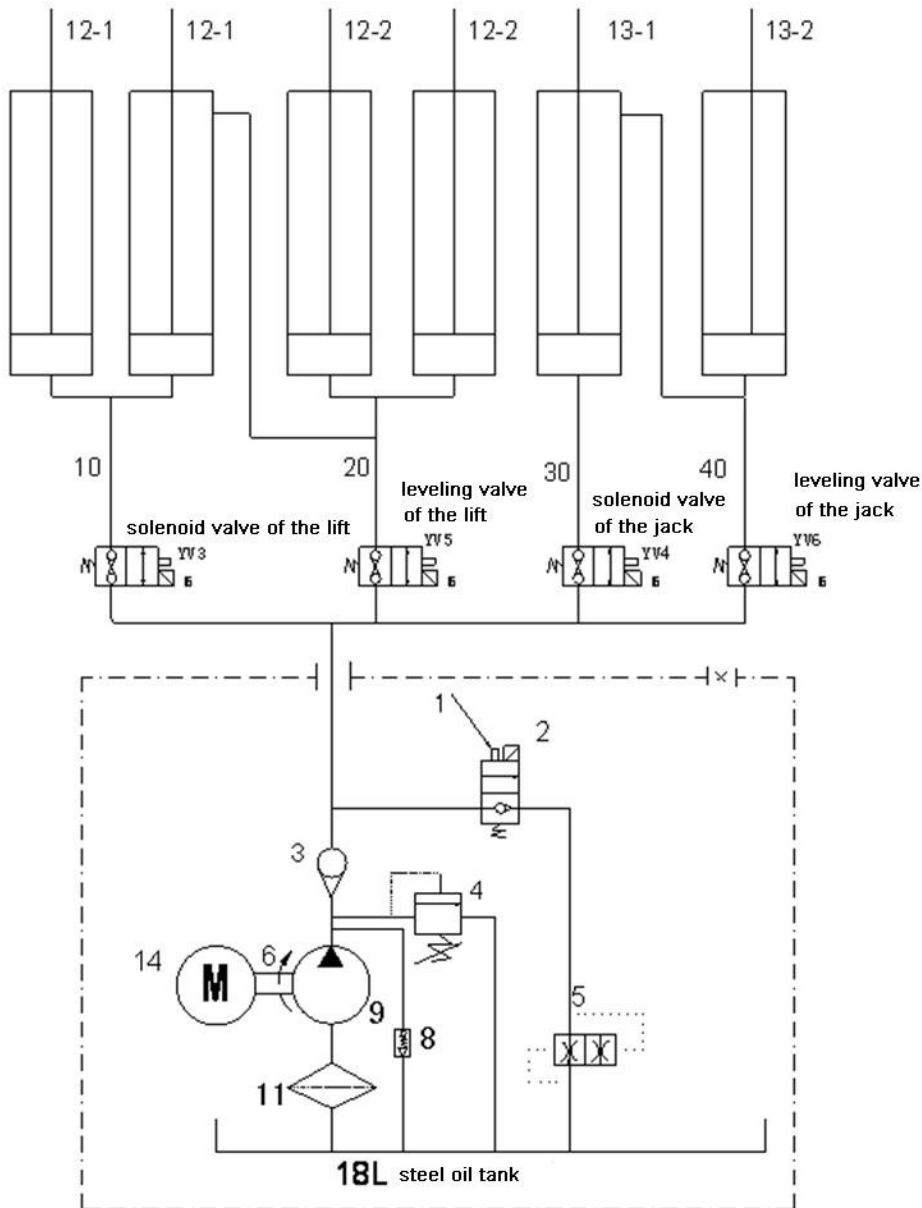 12-1 12-1 12-2 12-2 13-1 13-2
10 20 30 40
leveling valve
of the lift
leveling valve
of the jack
solenoid valve of the lift
solenoid valve
of the jack
YV3 YV5 YV4 YV6
1 2
3
4
14 M 6 9
5
8
11
18L steel oil tank